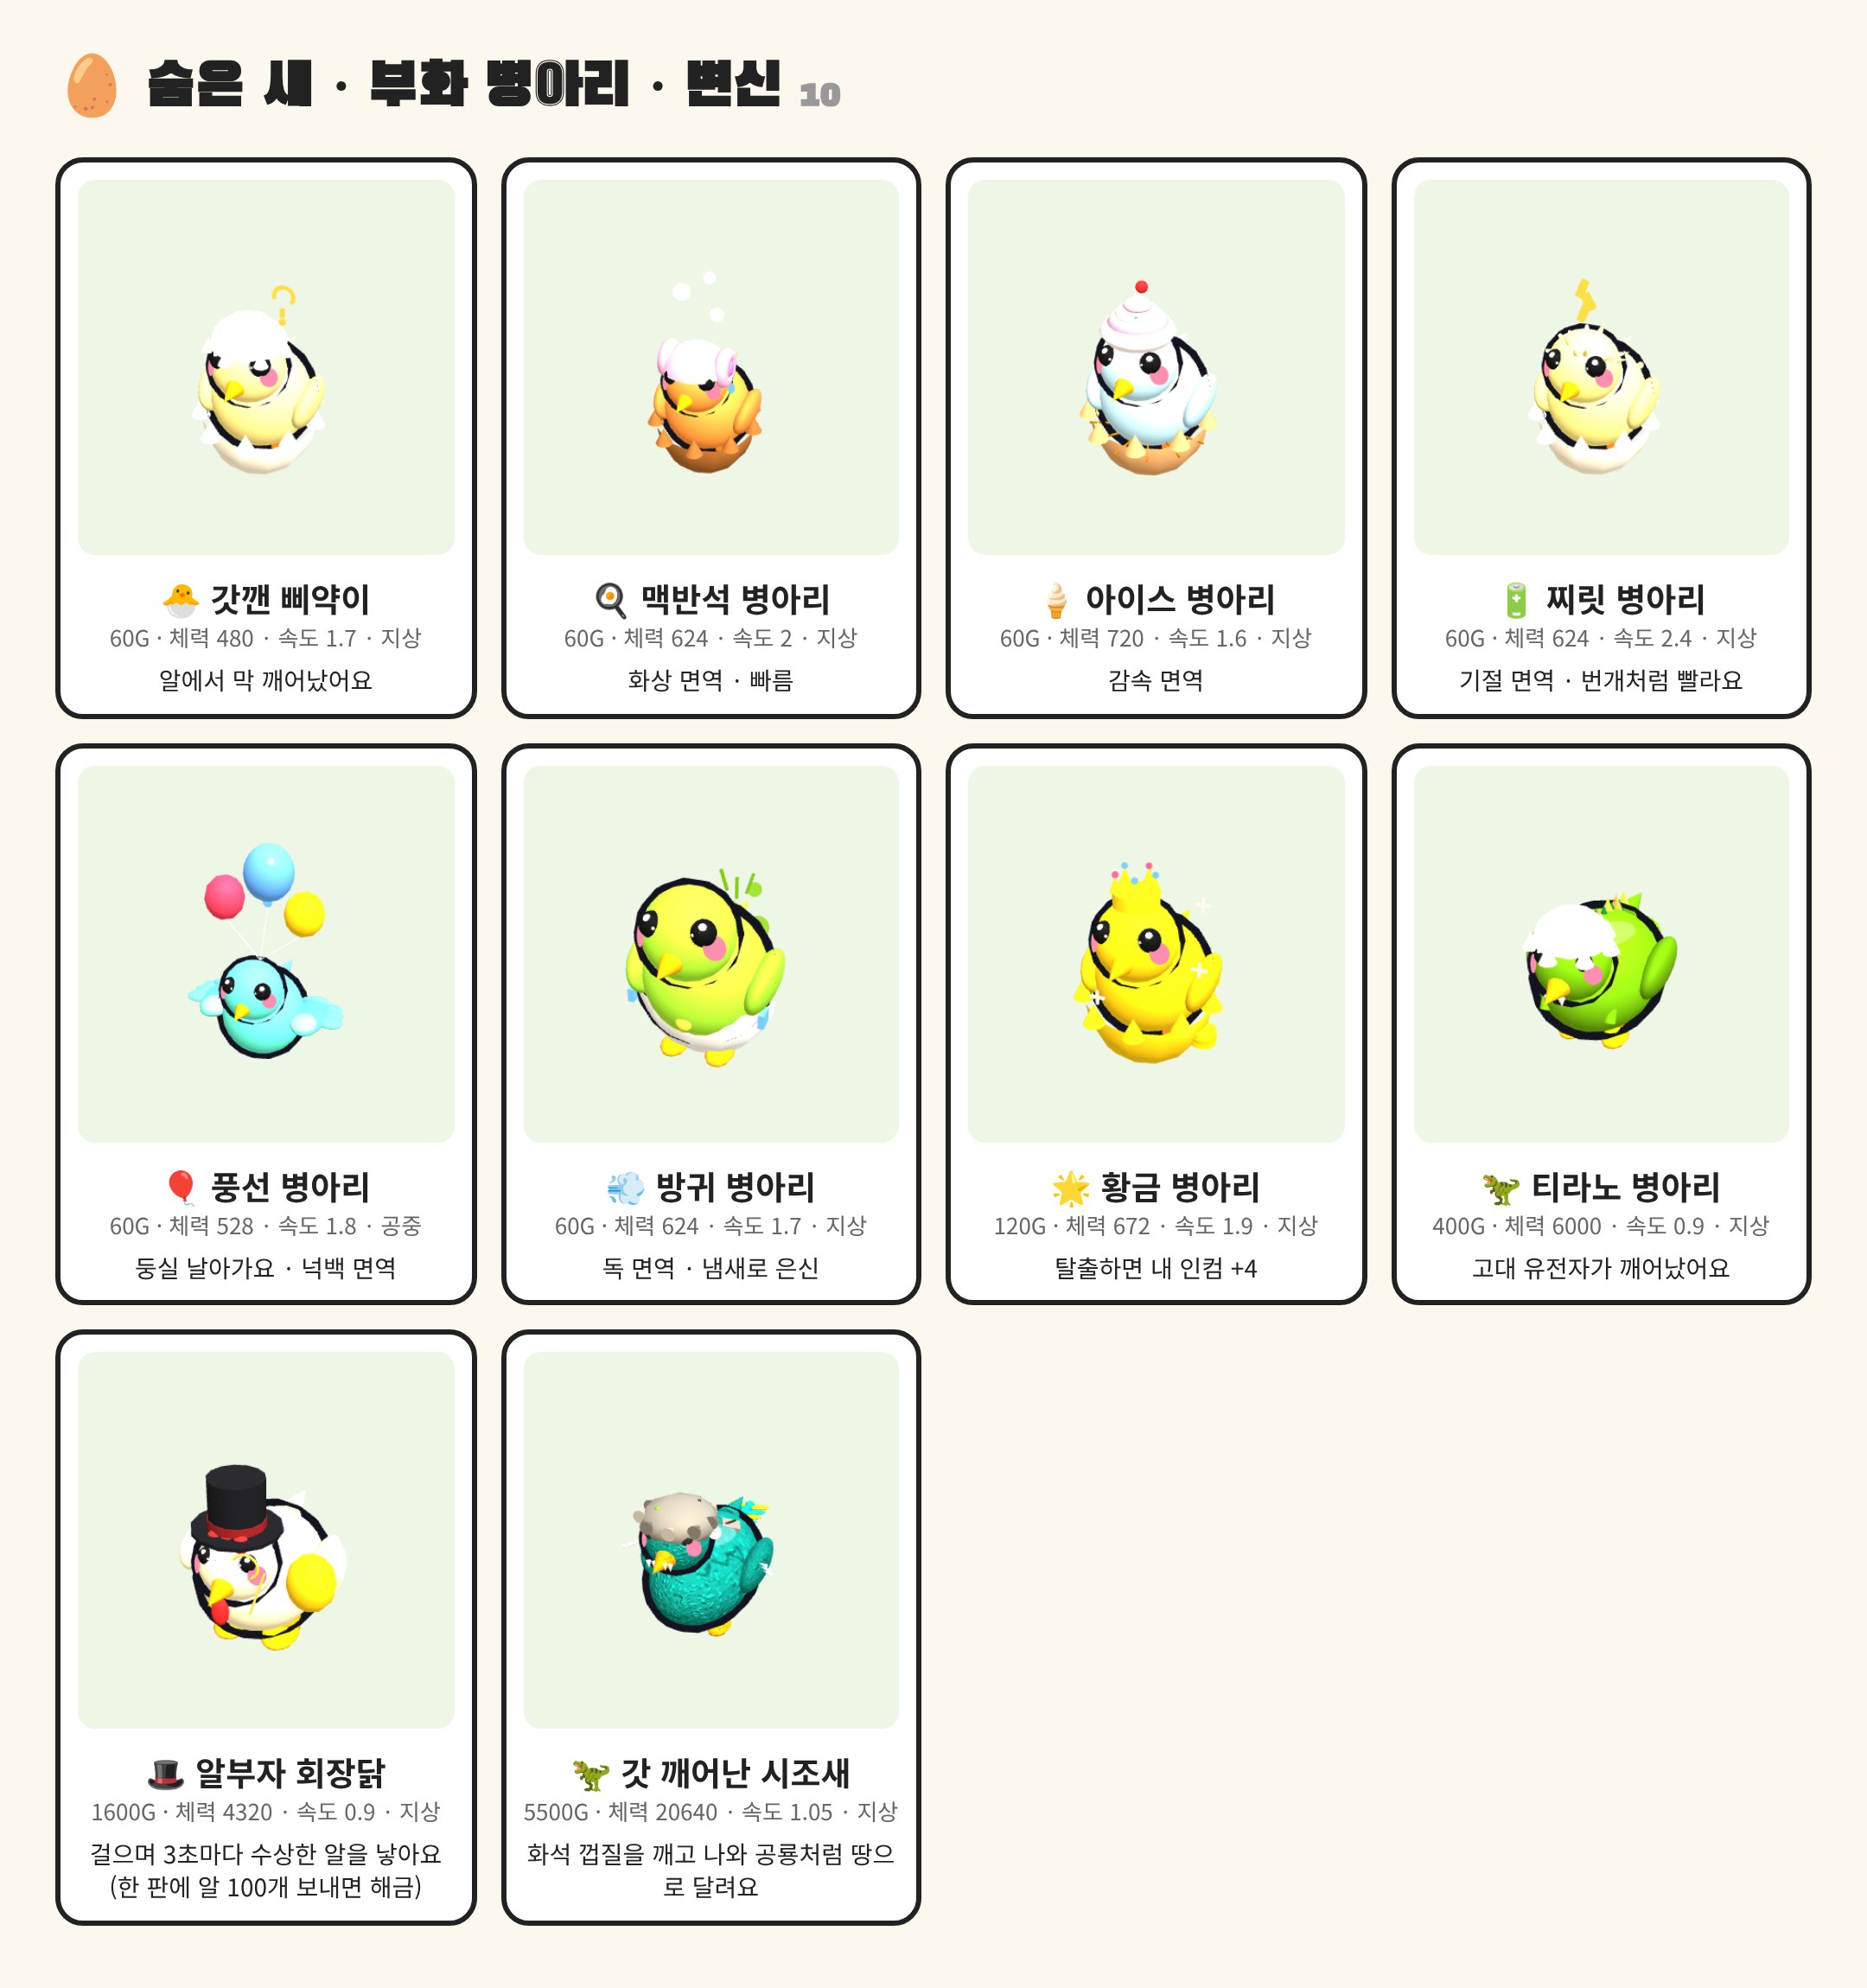 숨은 새 · 부화 병아리 · 변신 10
갓깬 삐약이
60G · 체력 480 · 속도 1.7 · 지상
알에서 막 깨어났어요
맥반석 병아리
60G · 체력 624 · 속도 2 · 지상
화상 면역 · 빠름
아이스 병아리
60G · 체력 720 · 속도 1.6 · 지상
감속 면역
찌릿 병아리
60G · 체력 624 · 속도 2.4 · 지상
기절 면역 · 번개처럼 빨라요
풍선 병아리
60G · 체력 528 · 속도 1.8 · 공중
둥실 날아가요 · 넉백 면역
방귀 병아리
60G · 체력 624 · 속도 1.7 · 지상
독 면역 · 냄새로 은신
황금 병아리
120G · 체력 672 · 속도 1.9 · 지상
탈출하면 내 인컴 +4
티라노 병아리
400G · 체력 6000 · 속도 0.9 · 지상
고대 유전자가 깨어났어요
알부자 회장닭
1600G · 체력 4320 · 속도 0.9 · 지상
걸으며 3초마다 수상한 알을 낳아요
(한 판에 알 100개 보내면 해금)
갓 깨어난 시조새
5500G · 체력 20640 · 속도 1.05 · 지상
화석 껍질을 깨고 나와 공룡처럼 땅으
로 달려요